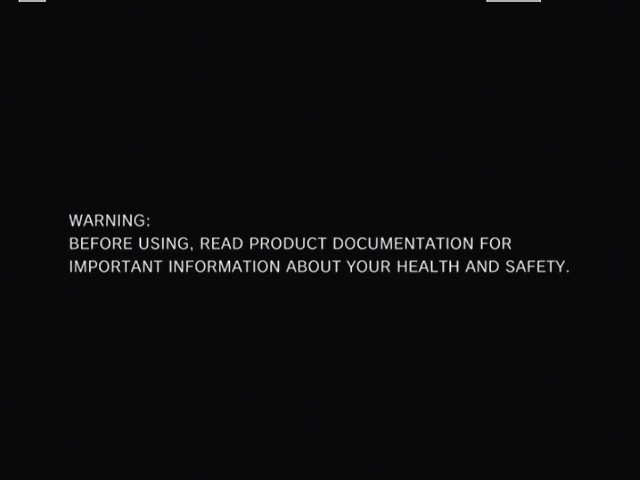 WARNING:
BEFORE USING, READ PRODUCT DOCUMENTATION FOR
IMPORTANT INFORMATION ABOUT YOUR HEALTH AND SAFETY.